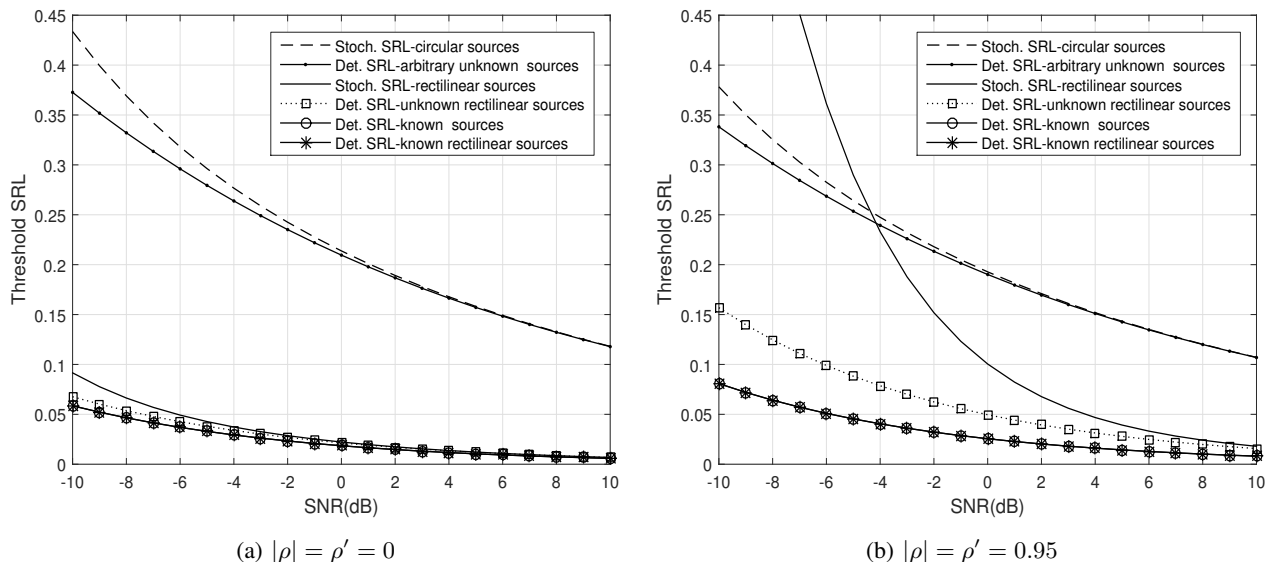 0.45
0.4
0.35
0.3
0.25
0.2
0.15
0.1
0.05
0
Threshold SRL
-10 -8 -6 -4 -2 0 2 4 6 8 10
SNR(dB)
Stoch. SRL-circular sources
Det. SRL-arbitrary unknown sources
Stoch. SRL-rectilinear sources
Det. SRL-unknown rectilinear sources
Det. SRL-known sources
Det. SRL-known rectilinear sources
(a) |ρ| = ρ′ = 0
0.45
0.4
0.35
0.3
0.25
0.2
0.15
0.1
0.05
0
Threshold SRL
-10 -8 -6 -4 -2 0 2 4 6 8 10
SNR(dB)
Stoch. SRL-circular sources
Det. SRL-arbitrary unknown sources
Stoch. SRL-rectilinear sources
Det. SRL-unknown rectilinear sources
Det. SRL-known sources
Det. SRL-known rectilinear sources
(b) |ρ| = ρ′ = 0.95